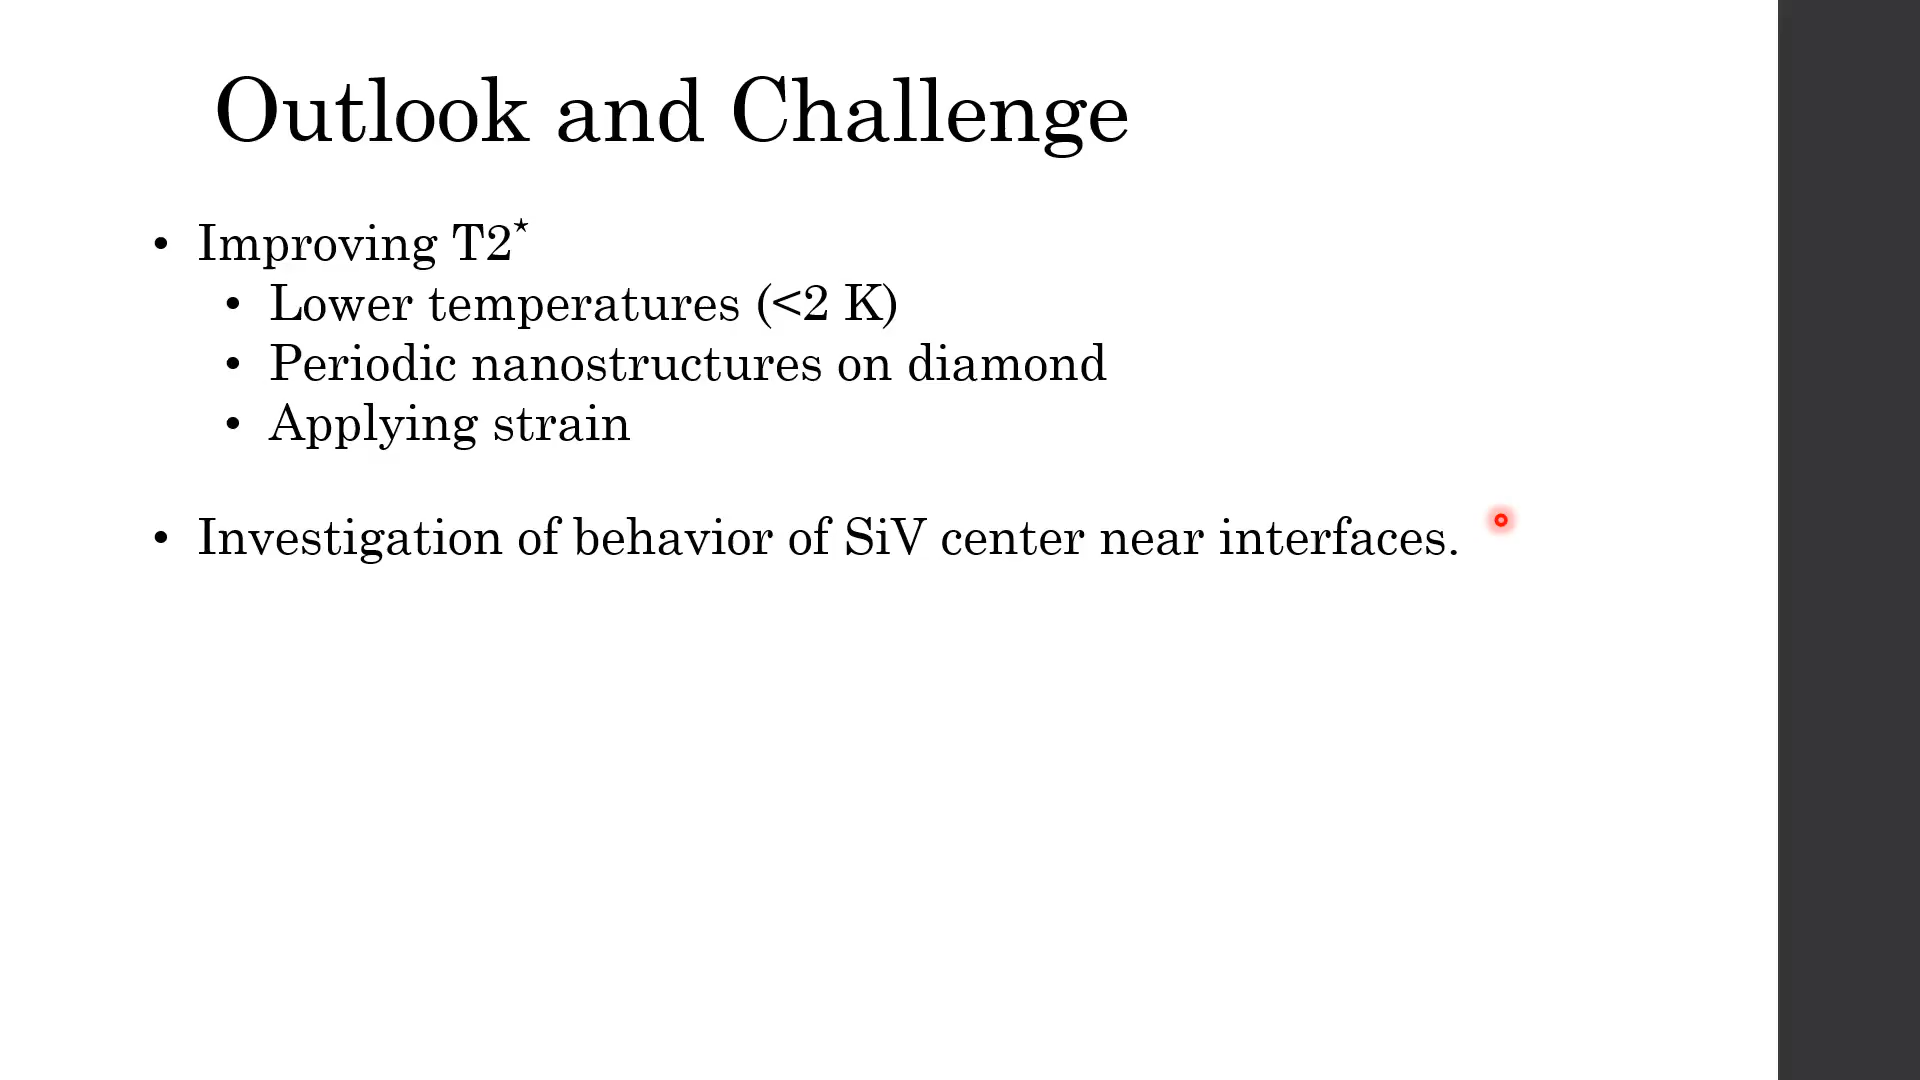 Outlook and Challenge
• Improving T2*
• Lower temperatures (<2 K)
• Periodic nanostructures on diamond
• Applying strain
• Investigation of behavior of SiV center near interfaces.